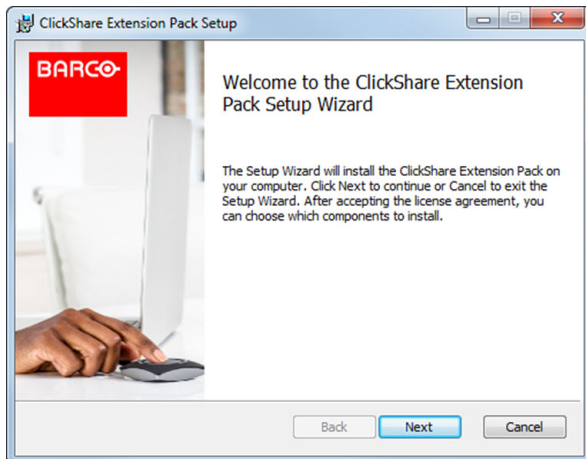 ClickShare Extension Pack Setup
BARCO
Welcome to the ClickShare Extension
Pack Setup Wizard
The Setup Wizard will install the ClickShare Extension Pack on
your computer. Click Next to continue or Cancel to exit the
Setup Wizard. After accepting the license agreement, you
can choose which components to install.
Back
Next
Cancel